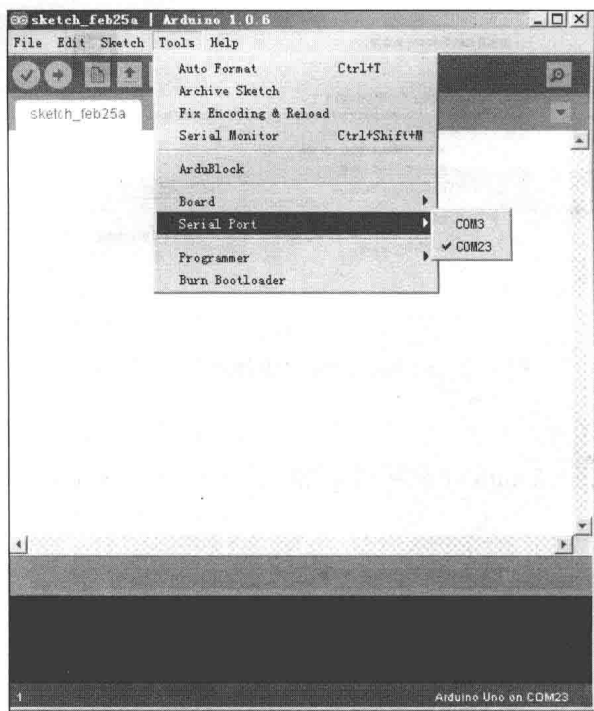 sketch_feb25a | Arduino 1.0.6
File Edit Sketch Tools Help
sketch_feb25a
Auto Format Ctrl+T
Archive Sketch
Fix Encoding & Reload
Serial Monitor Ctrl+Shift+M
ArduBlock
Board
Serial Port
COM3
COM23
Programmer
Burn Bootloader
1
Arduino Uno on COM23